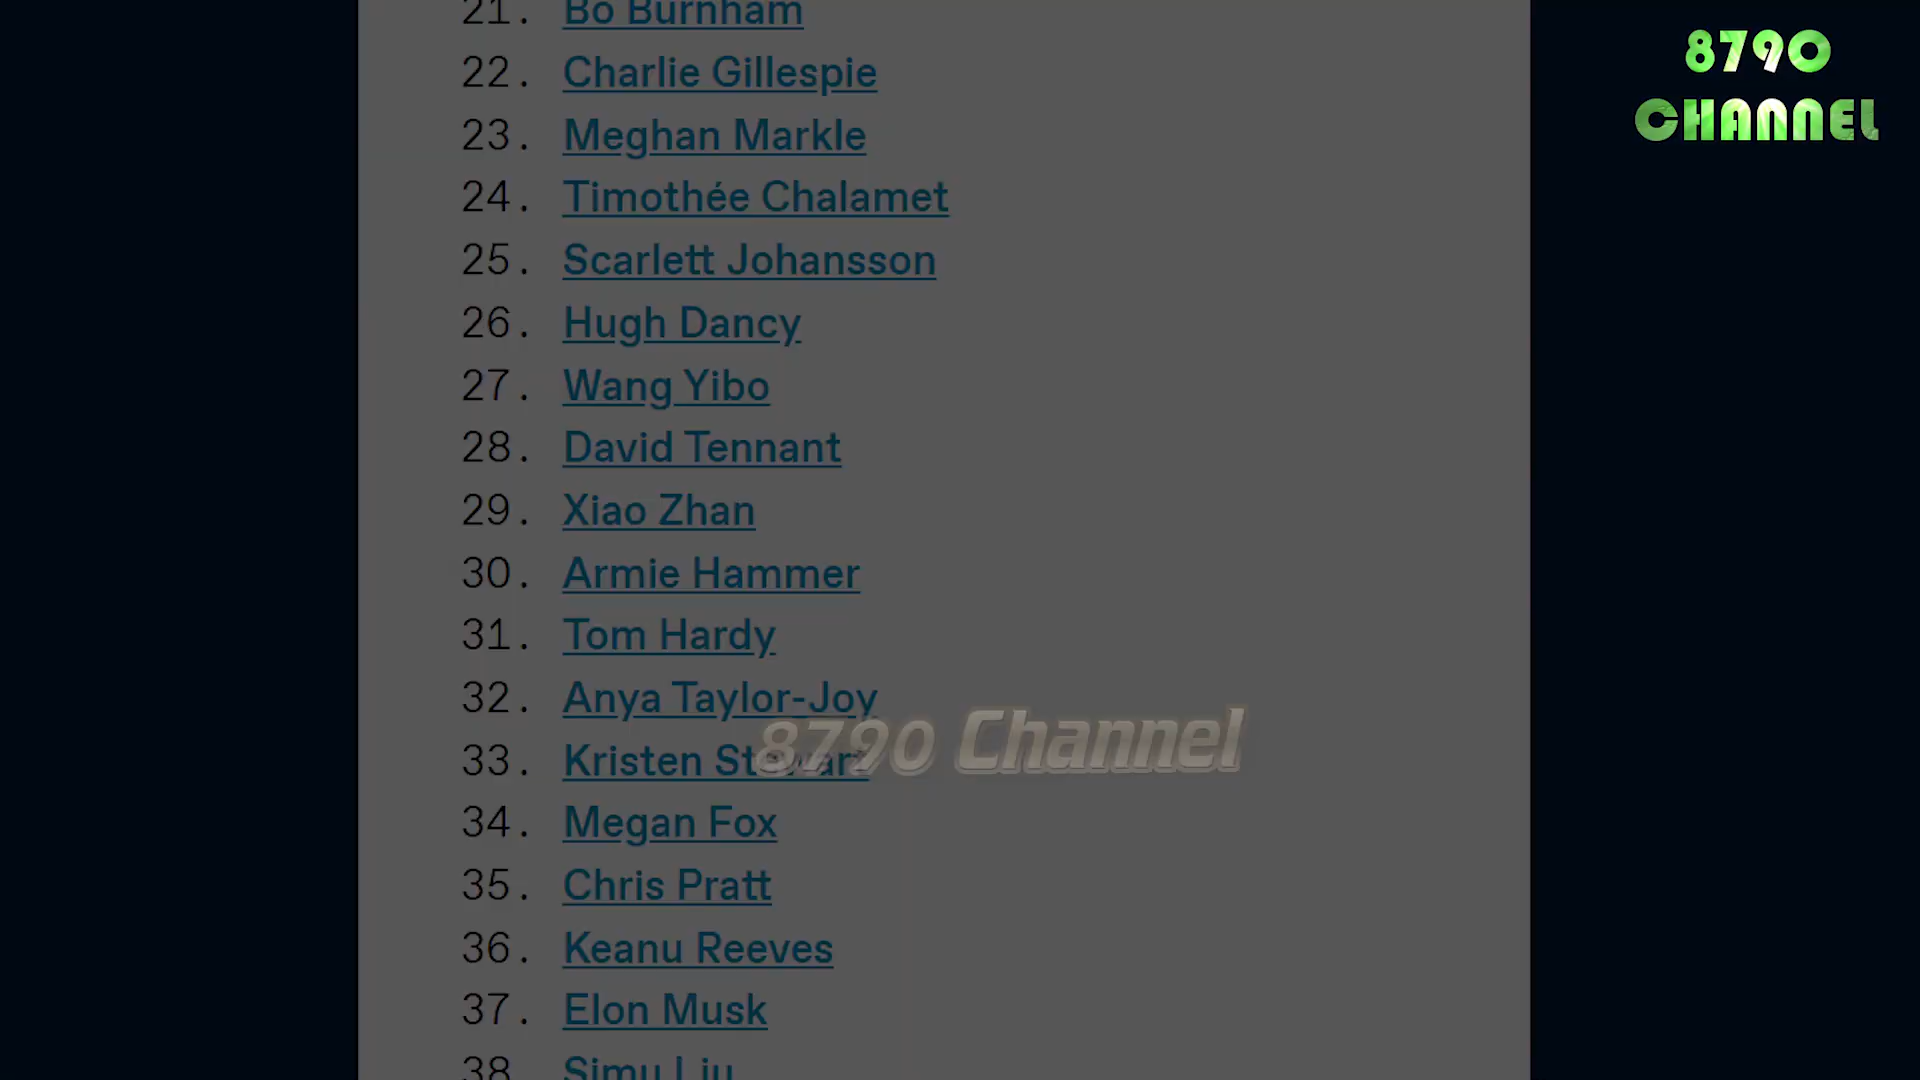 21. Bo Burnham
22. Charlie Gillespie
23. Meghan Markle
24. Timothée Chalamet
25. Scarlett Johansson
26. Hugh Dancy
27. Wang Yibo
28. David Tennant
29. Xiao Zhan
30. Armie Hammer
31. Tom Hardy
32. Anya Taylor-Joy
33. Kristen Stewart
34. Megan Fox
35. Chris Pratt
36. Keanu Reeves
37. Elon Musk
38. Simu Liu
8790
CHANNEL
8790 Channel